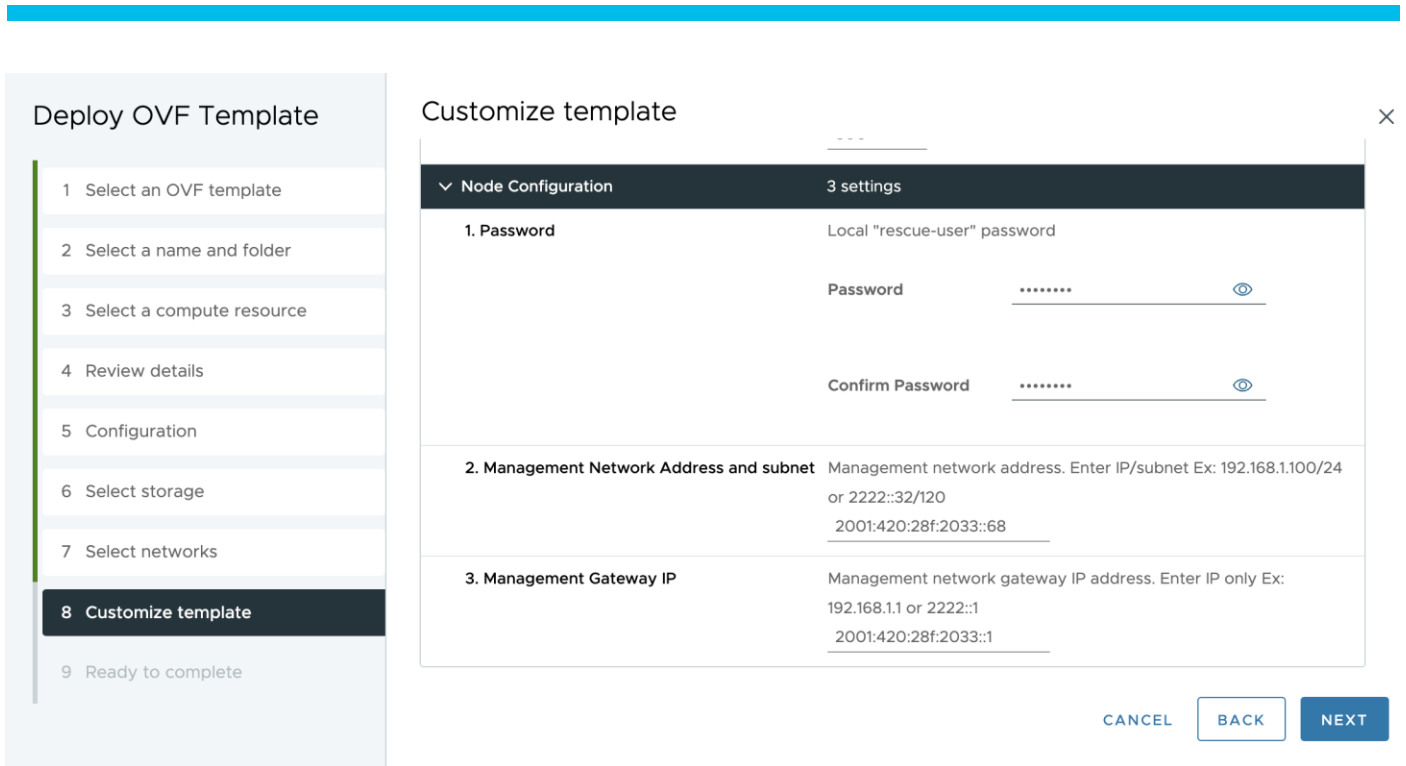 Deploy OVF Template
1 Select an OVF template
2 Select a name and folder
3 Select a compute resource
4 Review details
5 Configuration
6 Select storage
7 Select networks
8 Customize template
9 Ready to complete
Customize template
Node Configuration 3 settings
1. Password Local "rescue-user" password
Password ••••••••
Confirm Password ••••••••
2. Management Network Address and subnet Management network address. Enter IP/subnet Ex: 192.168.1.100/24
or 2222::32/120
2001:420:28f:2033::68
3. Management Gateway IP Management network gateway IP address. Enter IP only Ex:
192.168.1.1 or 2222::1
2001:420:28f:2033::1
CANCEL BACK NEXT